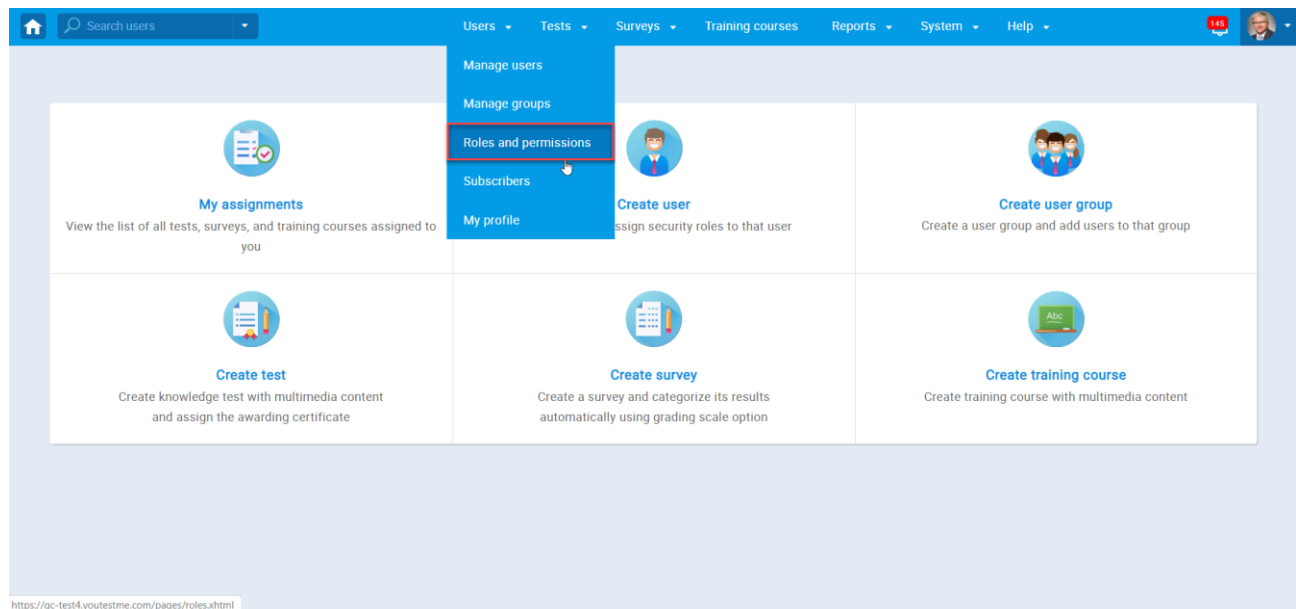 Search users
Users Tests Surveys Training courses Reports System Help 145
Manage users
Manage groups
Roles and permissions
Subscribers
My profile
My assignments
View the list of all tests, surveys, and training courses assigned to
you
Create user
ssign security roles to that user
Create user group
Create a user group and add users to that group
Create test
Create knowledge test with multimedia content
and assign the awarding certificate
Create survey
Create a survey and categorize its results
automatically using grading scale option
Abc
Create training course
Create training course with multimedia content
https://qc-test4.youtestme.com/pages/roles.xhtml